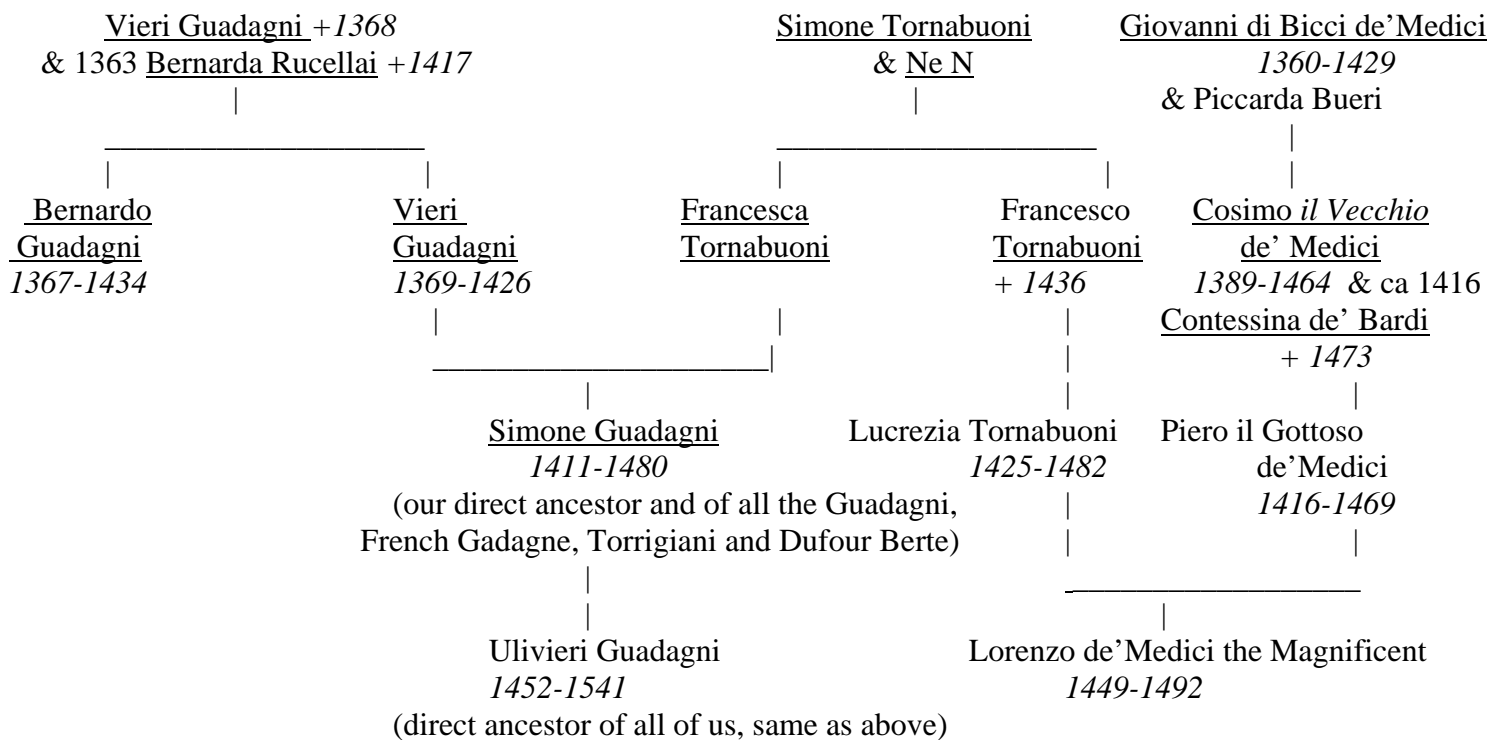 Vieri Guadagni +1368 Simone Tornabuoni Giovanni di Bicci de’Medici
& 1363 Bernarda Rucellai +1417 & Ne N 1360-1429
& Piccarda Bueri
Bernardo Vieri Francesca Francesco Cosimo il Vecchio
Guadagni Guadagni Tornabuoni Tornabuoni de’ Medici
1367-1434 1369-1426 + 1436 1389-1464 & ca 1416
Contessina de’ Bardi
+ 1473
Simone Guadagni Lucrezia Tornabuoni Piero il Gottoso
1411-1480 1425-1482 de’Medici
(our direct ancestor and of all the Guadagni, 1416-1469
French Gadagne, Torrigiani and Dufour Berte)
Ulivieri Guadagni Lorenzo de’Medici the Magnificent
1452-1541 1449-1492
(direct ancestor of all of us, same as above)